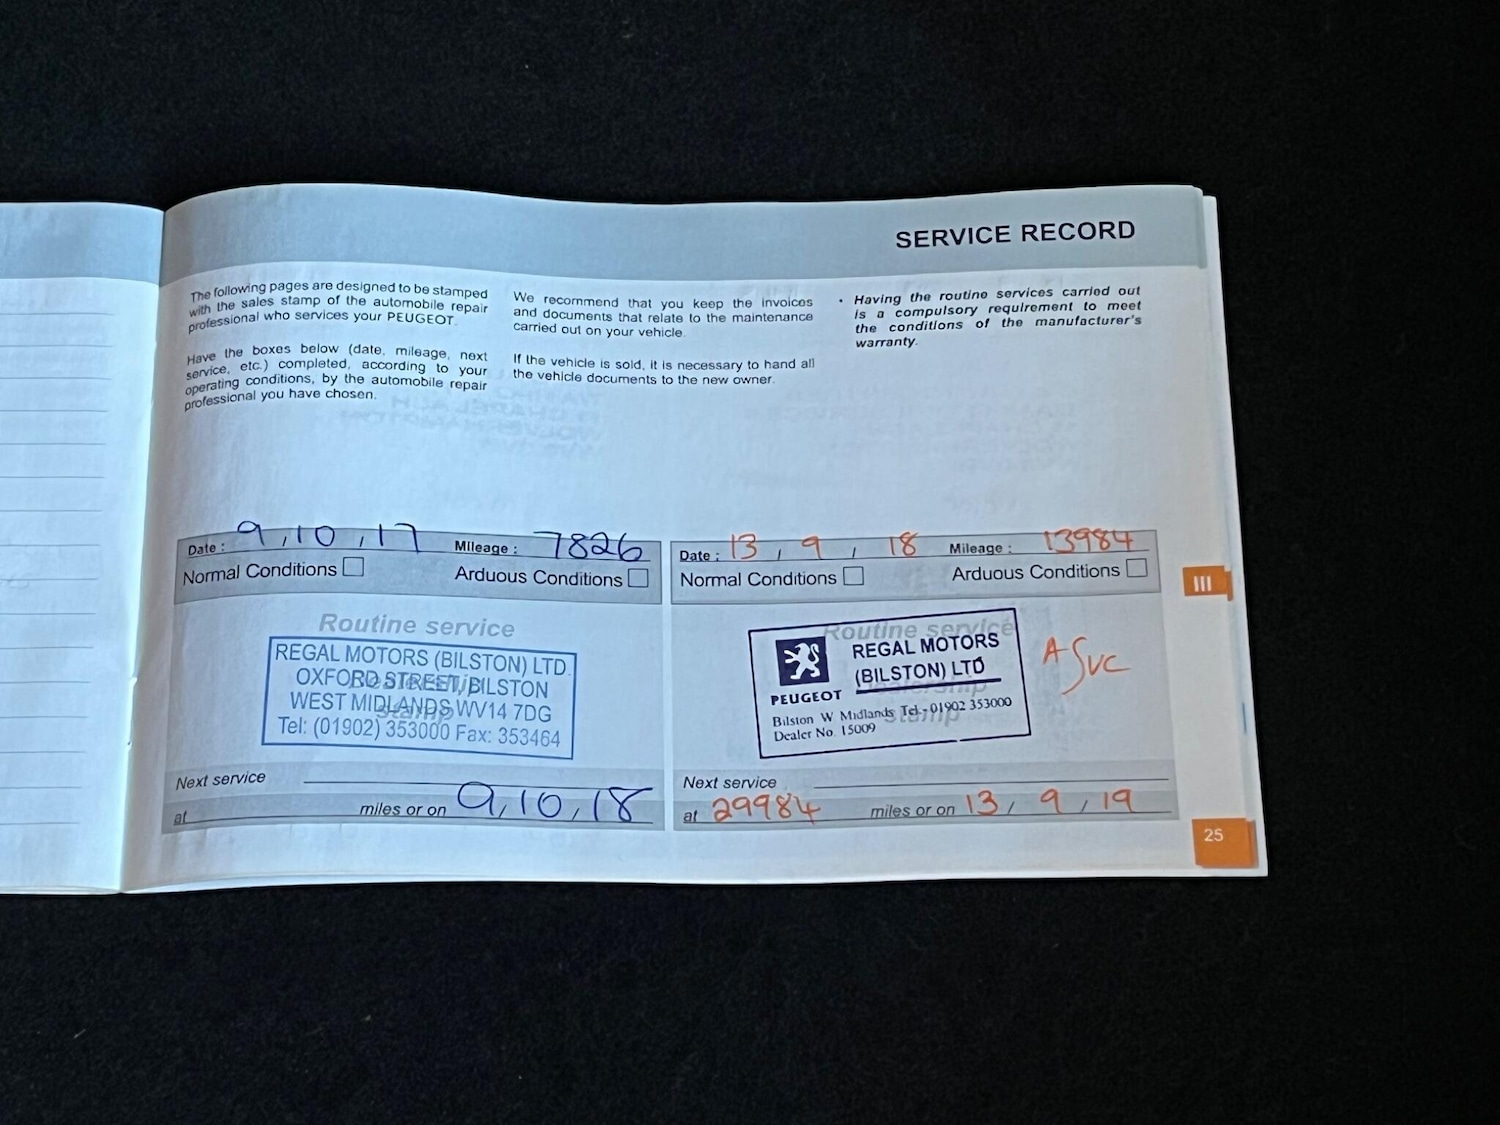 SERVICE RECORD
The following pages are designed to be stamped
with the sales stamp of the automobile repair
professional who services your PEUGEOT.
Have the boxes below (date, mileage, next
service, etc.) completed, according to your
operating conditions, by the automobile repair
professional you have chosen.
We recommend that you keep the invoices
and documents that relate to the maintenance
carried out on your vehicle.
If the vehicle is sold, it is necessary to hand all
the vehicle documents to the new owner.
• Having the routine services carried out
is a compulsory requirement to meet
the conditions of the manufacturer's
warranty.
Date : 9, 10, 17 Mileage : 7826
Normal Conditions Arduous Conditions
Routine service
Dealership
stamp
REGAL MOTORS (BILSTON) LTD
OXFORD STREET, BILSTON
WEST MIDLANDS WV14 7DG
Tel: (01902) 353000 Fax: 353464
Next service
at miles or on 9, 10, 18
Date : 13, 9, 18 Mileage : 13984
Normal Conditions Arduous Conditions
Routine service
Dealership
stamp
PEUGEOT
REGAL MOTORS
(BILSTON) LTD
Bilston W Midlands Tel:- 01902 353000
Dealer No. 15009
A SVC
Next service
at 29984 miles or on 13, 9, 19
III
25